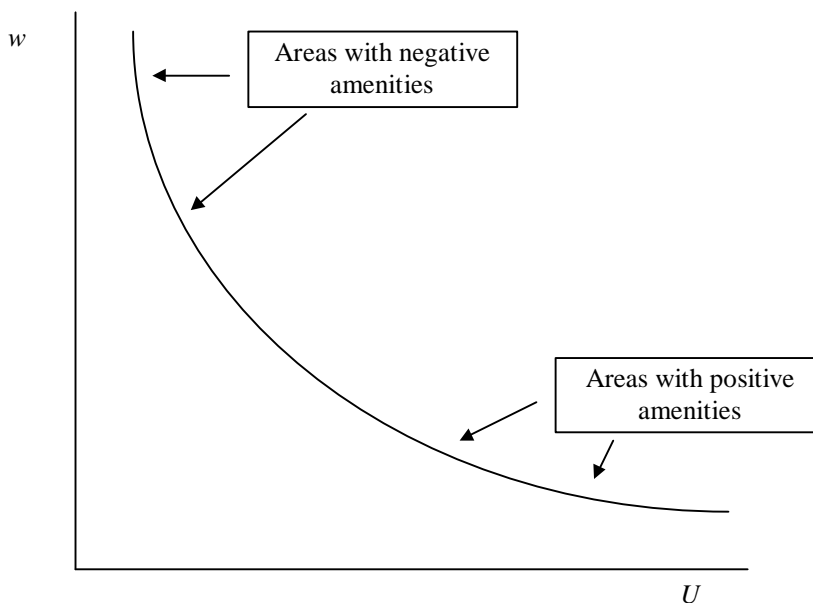 w
Areas with negative
amenities
Areas with positive
amenities
U